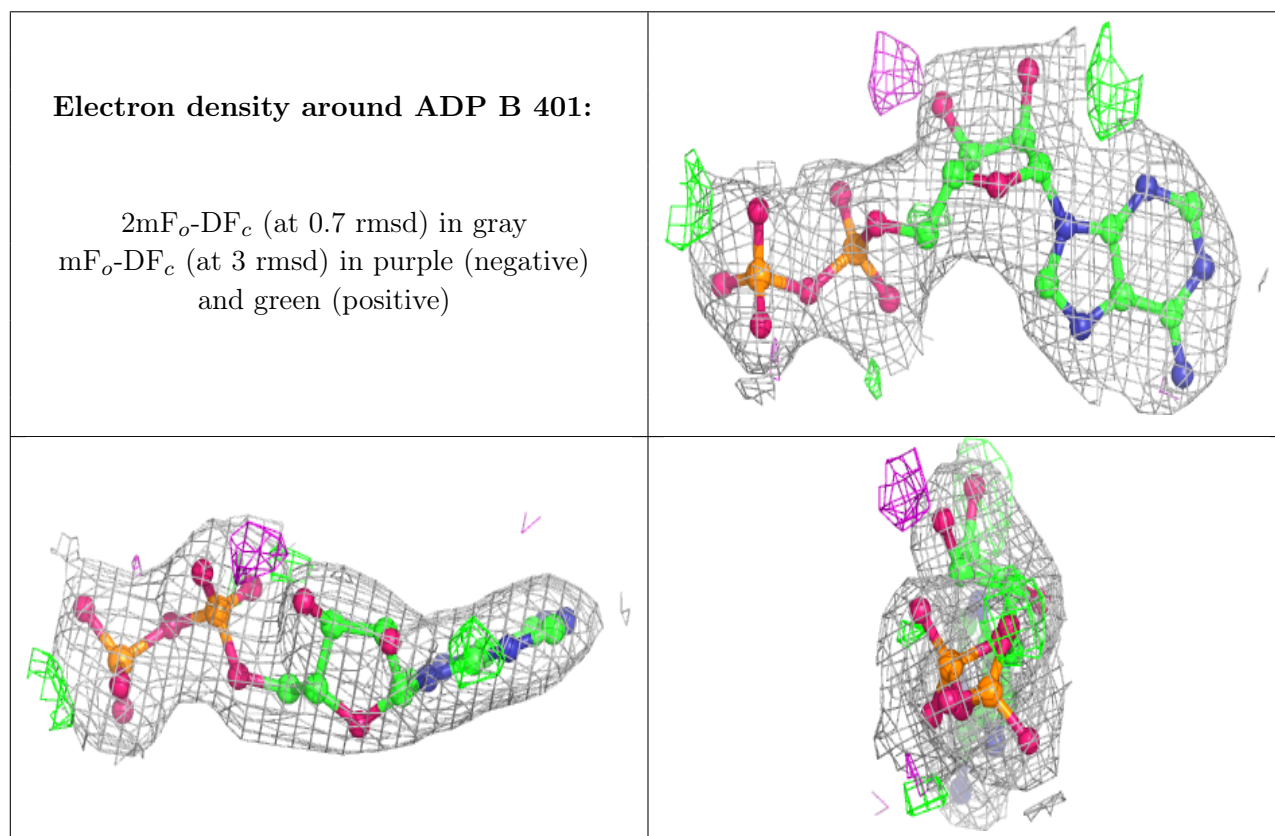 Electron density around ADP B 401:
2mFo-DFc (at 0.7 rmsd) in gray
mFo-DFc (at 3 rmsd) in purple (negative)
and green (positive)